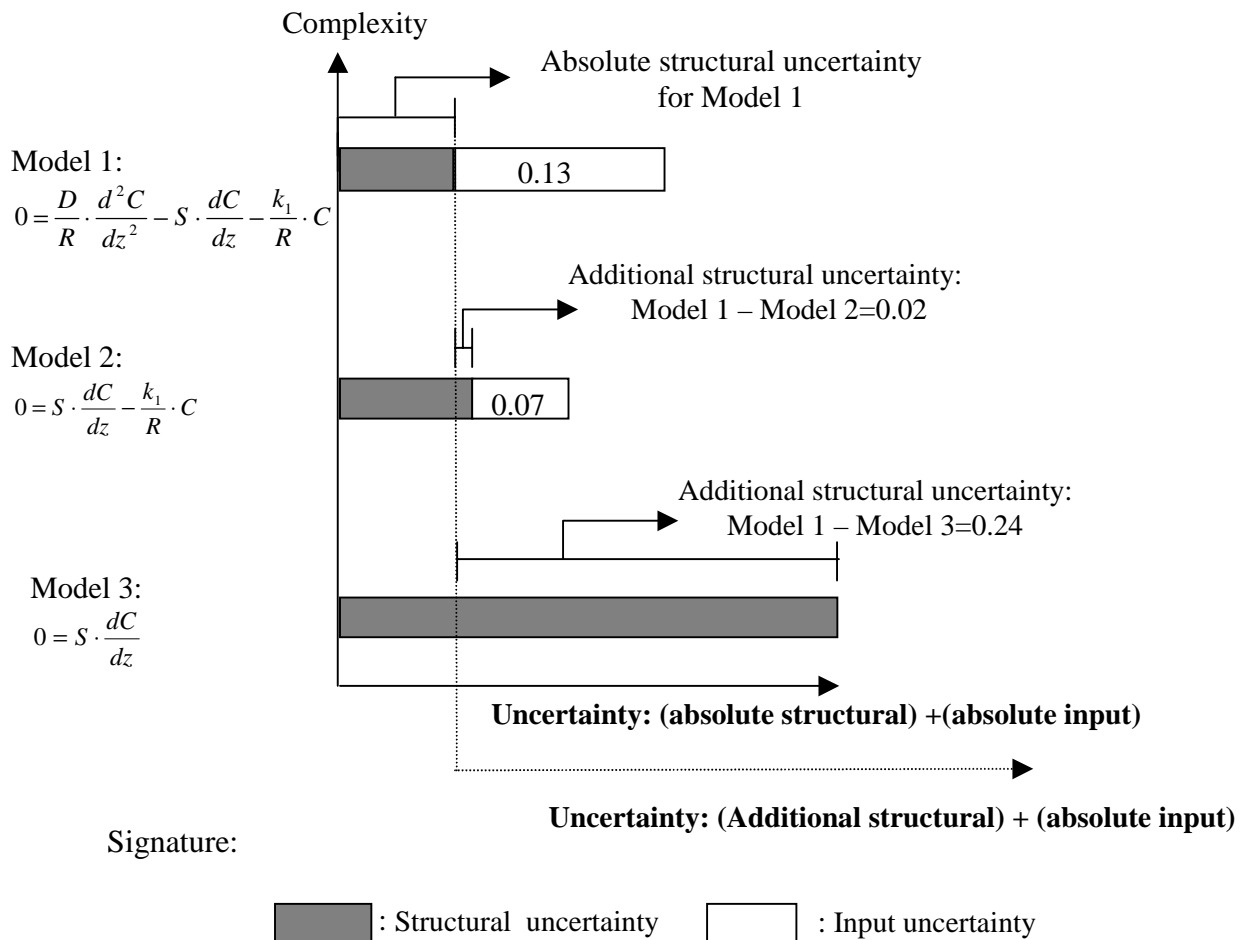 Complexity
Absolute structural uncertainty
for Model 1
Model 1:
0.13
0 = D/R · d²C/dz² − S · dC/dz − k₁/R · C
Additional structural uncertainty:
Model 1 – Model 2=0.02
Model 2:
0 = S · dC/dz − k₁/R · C
0.07
Additional structural uncertainty:
Model 1 – Model 3=0.24
Model 3:
0 = S · dC/dz
Uncertainty: (absolute structural) +(absolute input)
Uncertainty: (Additional structural) + (absolute input)
Signature:
: Structural uncertainty
: Input uncertainty